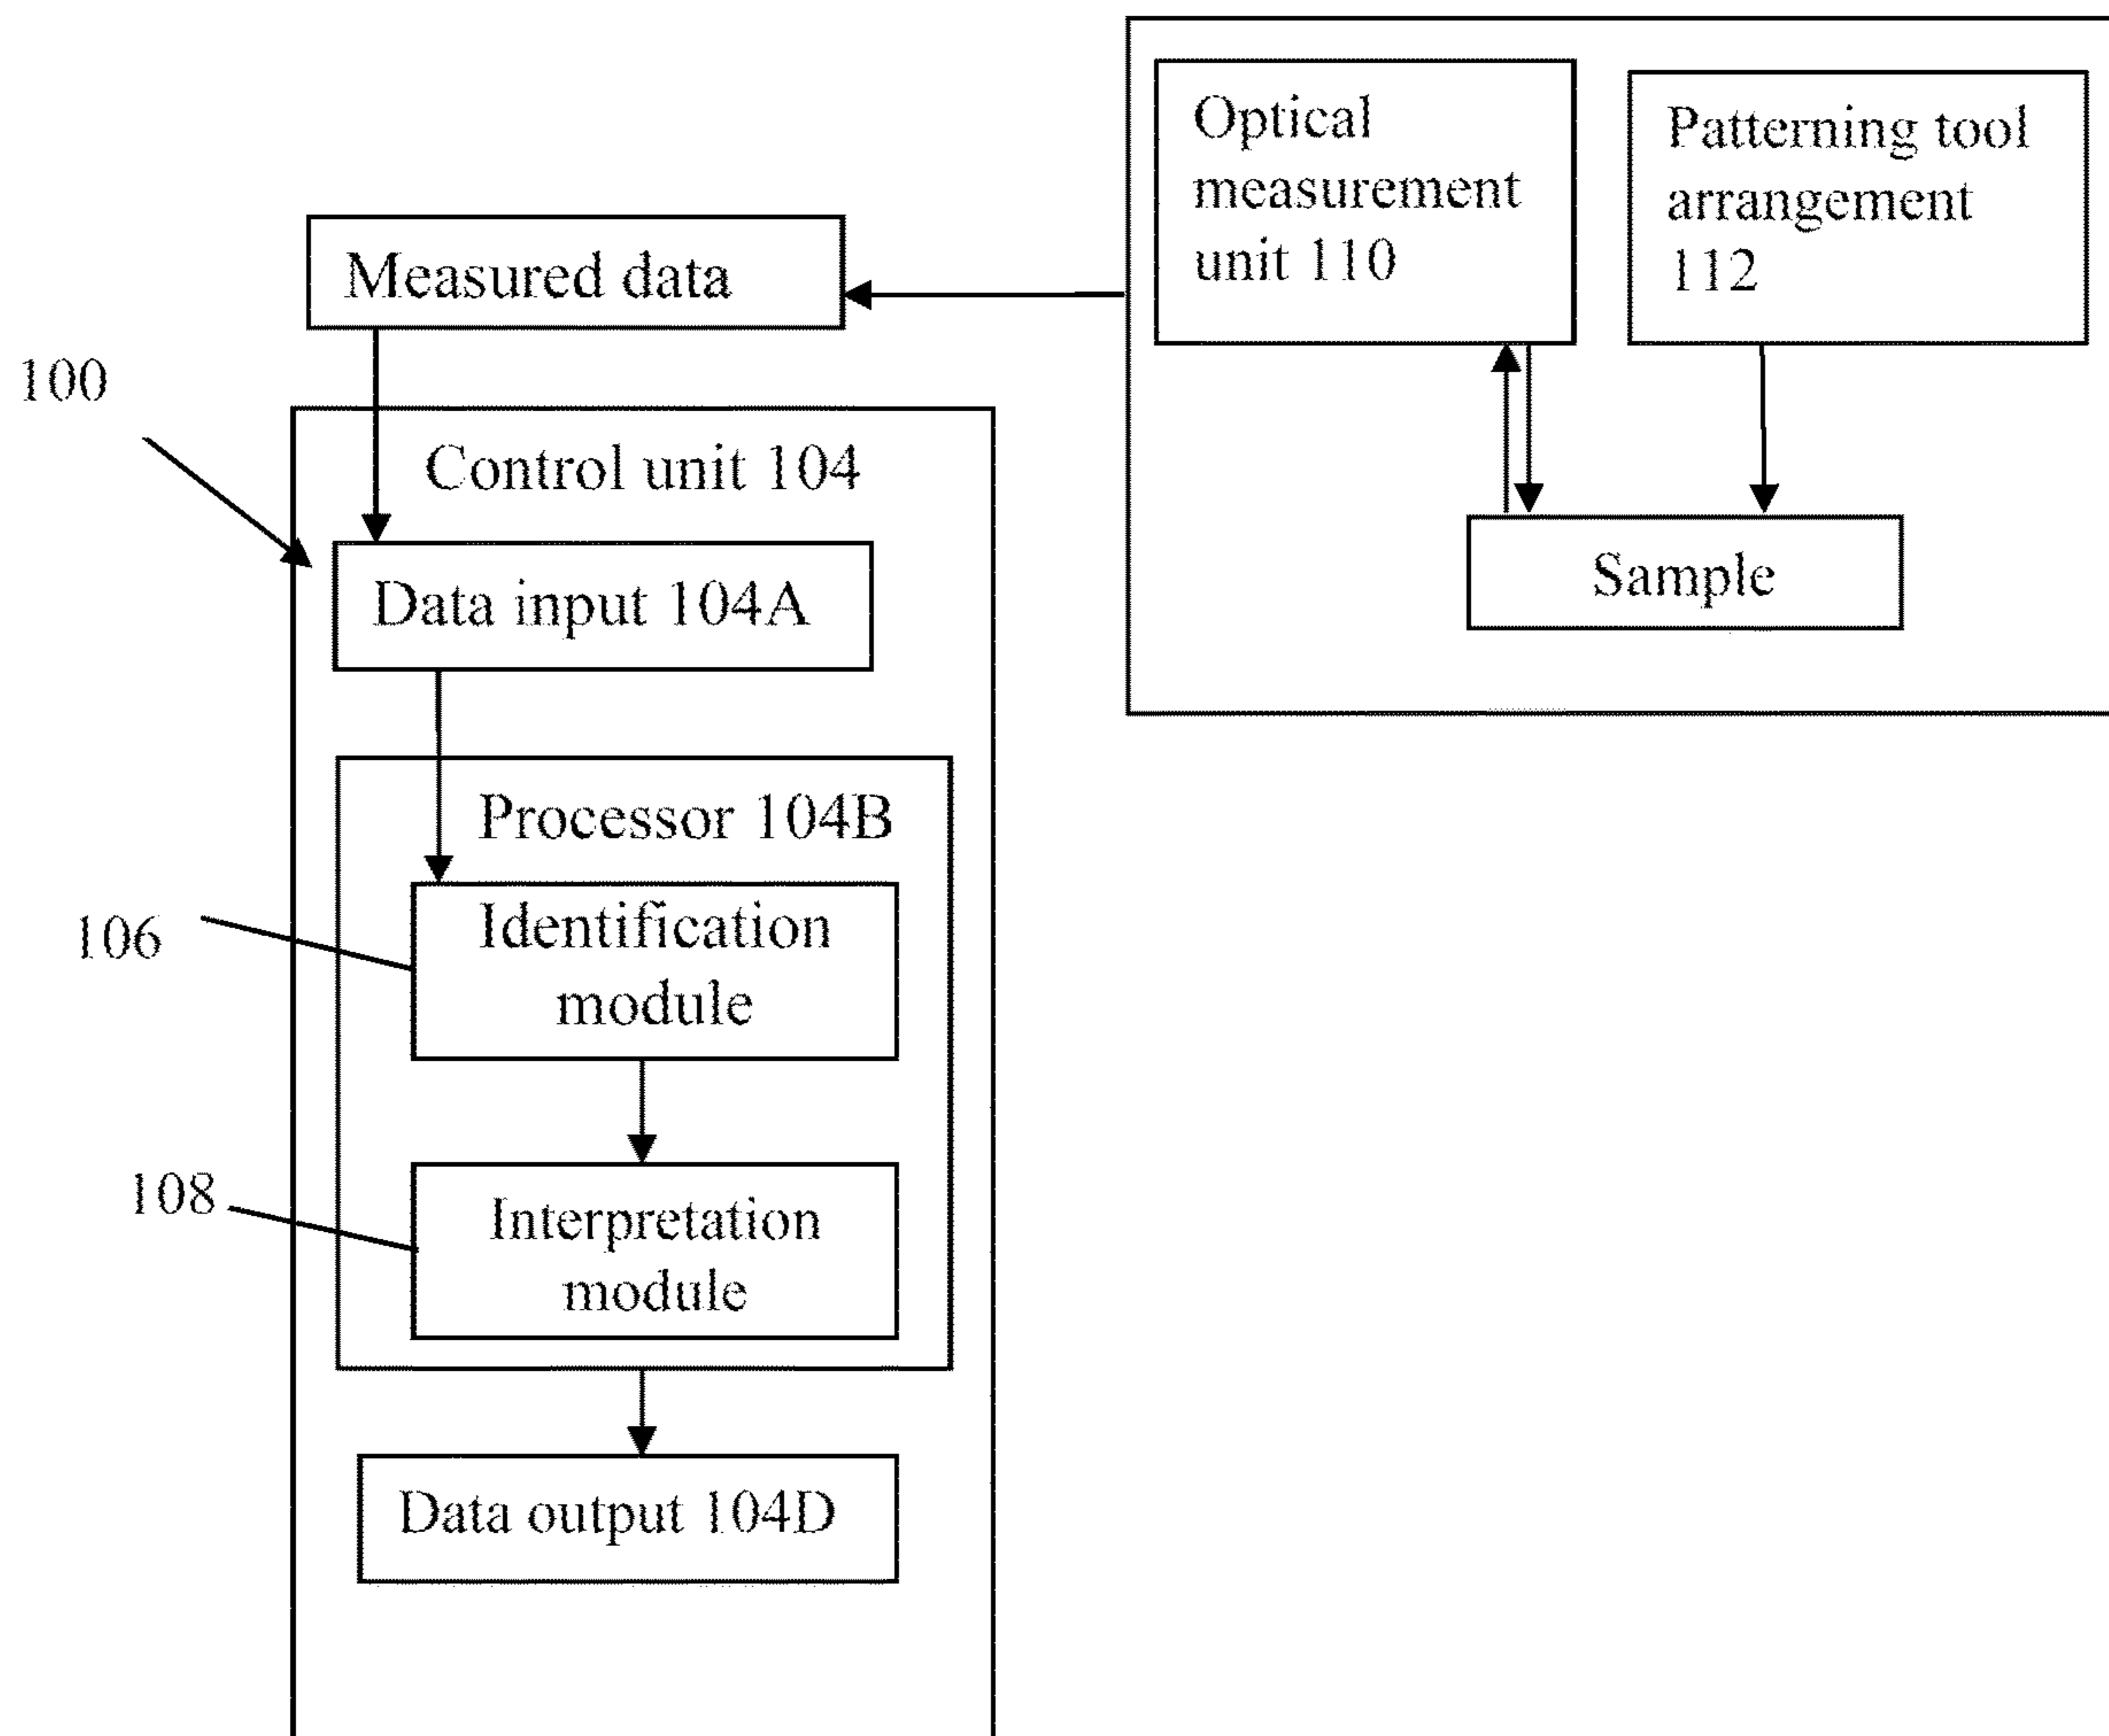 Optical
measurement
unit 110
Patterning tool
arrangement
112
Measured data
100
Control unit 104
Sample
Data input 104A
Processor 104B
106
Identification
module
108
Interpretation
module
Data output 104D